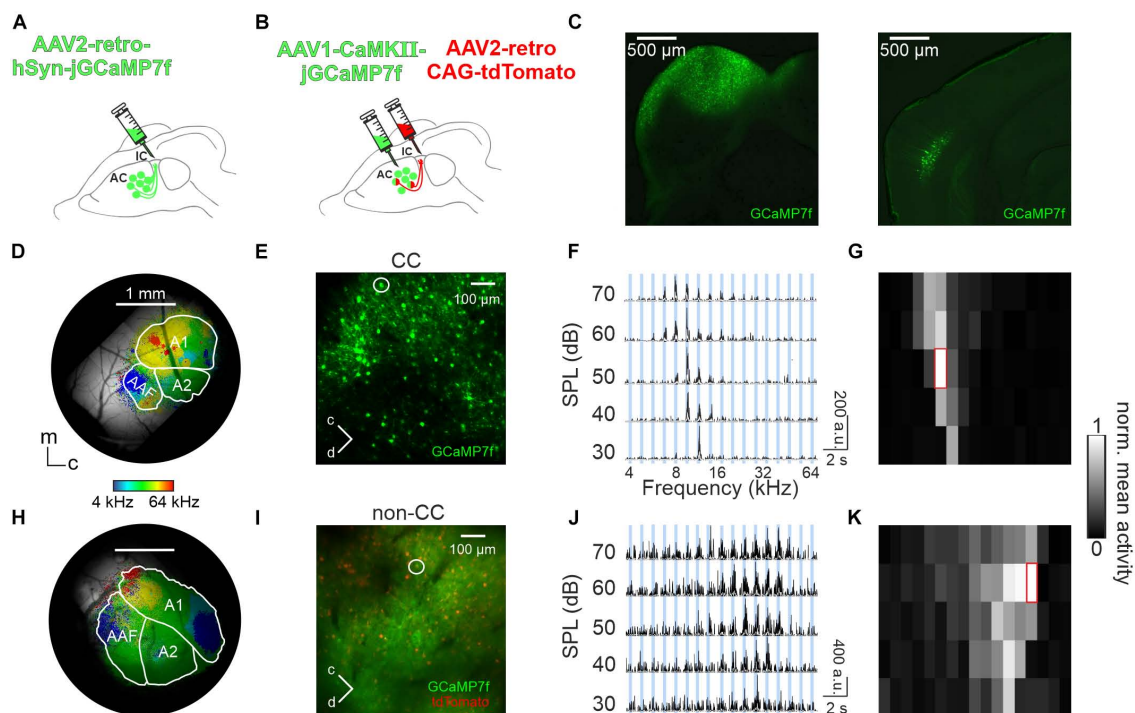 A
AAV2-retro-
hSyn-jGCaMP7f
IC
AC
B
AAV1-CaMKII-
jGCaMP7f
AAV2-retro
CAG-tdTomato
IC
AC
C
500 µm
GCaMP7f
500 µm
GCaMP7f
D
1 mm
A1
AAF
A2
m
c
4 kHz 64 kHz
E
CC
100 µm
c
d
GCaMP7f
F
SPL (dB)
70
60
50
40
30
4 8 16 32 64
Frequency (kHz)
200 a.u.
2 s
G
1
0
norm. mean activity
H
A1
AAF
A2
I
non-CC
100 µm
c
d
GCaMP7f
tdTomato
J
SPL (dB)
70
60
50
40
30
400 a.u.
2 s
K